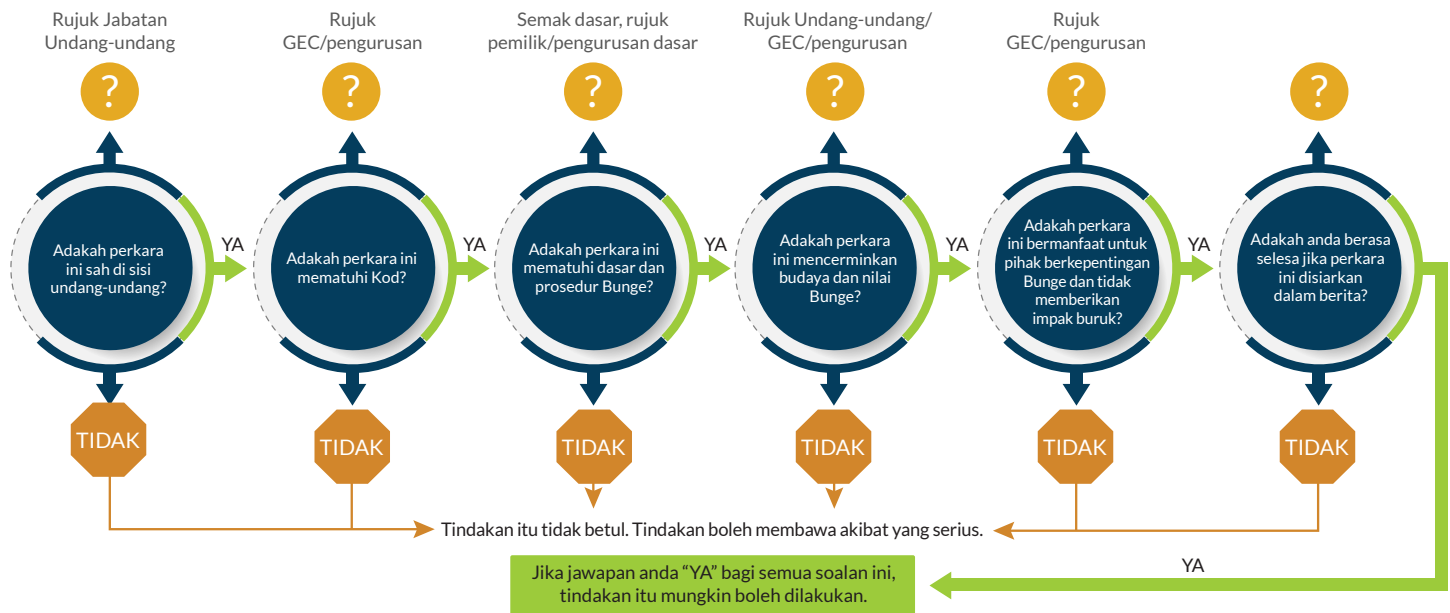 Rujuk Jabatan
Undang-undang
?
Adakah perkara
ini sah di sisi
undang-undang?
YA
TIDAK
Rujuk
GEC/pengurusan
?
Adakah perkara ini
mematuhi Kod?
YA
TIDAK
Semak dasar, rujuk
pemilik/pengurusan dasar
?
Adakah perkara ini
mematuhi dasar dan
prosedur Bunge?
YA
TIDAK
Rujuk Undang-undang/
GEC/pengurusan
?
Adakah perkara
ini mencerminkan
budaya dan nilai
Bunge?
YA
TIDAK
Rujuk
GEC/pengurusan
?
Adakah perkara
ini bermanfaat untuk
pihak berkepentingan
Bunge dan tidak
memberikan
impak buruk?
YA
TIDAK
?
Adakah anda berasa
selesa jika perkara
ini disiarkan
dalam berita?
TIDAK
Tindakan itu tidak betul. Tindakan boleh membawa akibat yang serius.
YA
Jika jawapan anda “YA” bagi semua soalan ini,
tindakan itu mungkin boleh dilakukan.